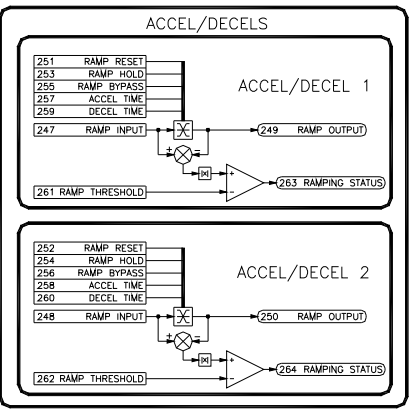 ACCEL/DECELS
251 RAMP RESET
253 RAMP HOLD
255 RAMP BYPASS
257 ACCEL TIME
259 DECEL TIME
ACCEL/DECEL 1
247 RAMP INPUT
249 RAMP OUTPUT
+ −
|x| +
263 RAMPING STATUS
261 RAMP THRESHOLD −
252 RAMP RESET
254 RAMP HOLD
256 RAMP BYPASS
258 ACCEL TIME
260 DECEL TIME
ACCEL/DECEL 2
248 RAMP INPUT
250 RAMP OUTPUT
+ −
|x| +
264 RAMPING STATUS
262 RAMP THRESHOLD −